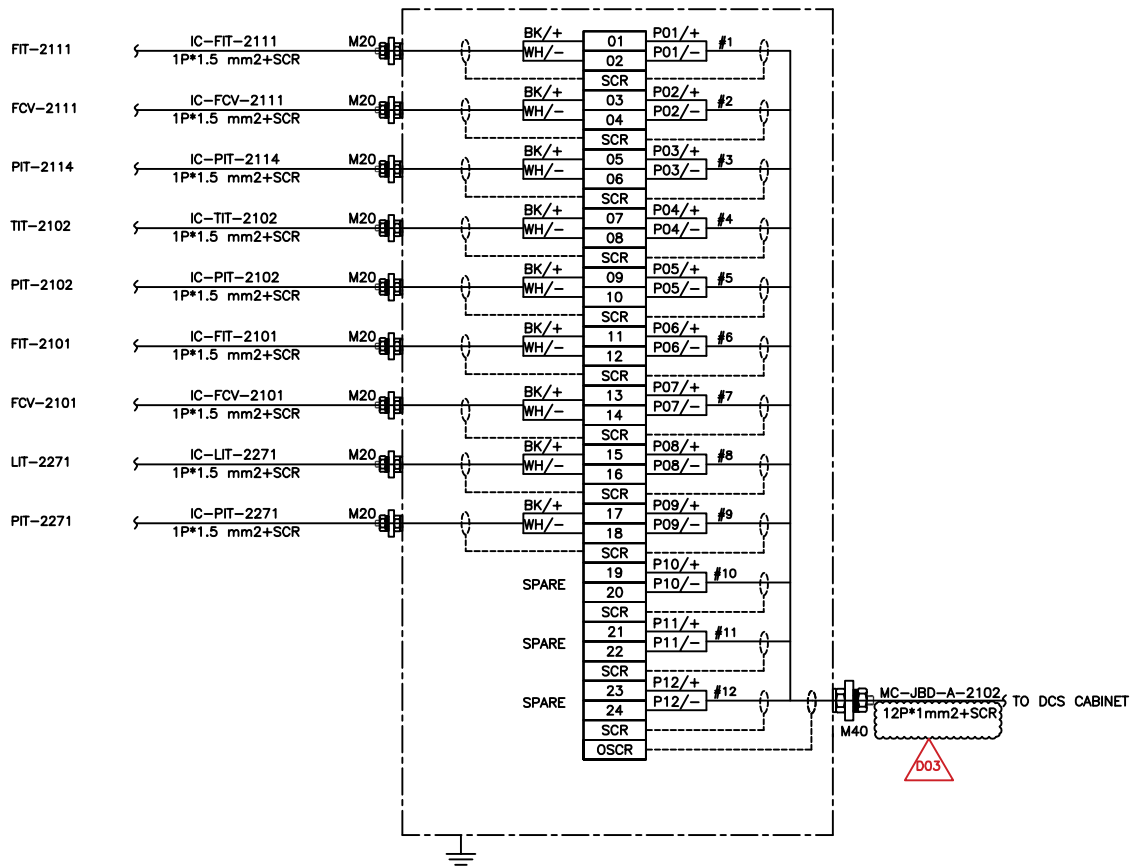 FIT-2111 IC-FIT-2111 M20 BK/+ 01 P01/+ #1
1P*1.5 mm2+SCR WH/- 02 P01/-
SCR
FCV-2111 IC-FCV-2111 M20 BK/+ 03 P02/+ #2
1P*1.5 mm2+SCR WH/- 04 P02/-
SCR
PIT-2114 IC-PIT-2114 M20 BK/+ 05 P03/+ #3
1P*1.5 mm2+SCR WH/- 06 P03/-
SCR
TIT-2102 IC-TIT-2102 M20 BK/+ 07 P04/+ #4
1P*1.5 mm2+SCR WH/- 08 P04/-
SCR
PIT-2102 IC-PIT-2102 M20 BK/+ 09 P05/+ #5
1P*1.5 mm2+SCR WH/- 10 P05/-
SCR
FIT-2101 IC-FIT-2101 M20 BK/+ 11 P06/+ #6
1P*1.5 mm2+SCR WH/- 12 P06/-
SCR
FCV-2101 IC-FCV-2101 M20 BK/+ 13 P07/+ #7
1P*1.5 mm2+SCR WH/- 14 P07/-
SCR
LIT-2271 IC-LIT-2271 M20 BK/+ 15 P08/+ #8
1P*1.5 mm2+SCR WH/- 16 P08/-
SCR
PIT-2271 IC-PIT-2271 M20 BK/+ 17 P09/+ #9
1P*1.5 mm2+SCR WH/- 18 P09/-
SCR
19 P10/+ #10
SPARE 20 P10/-
SCR
21 P11/+ #11
SPARE 22 P11/-
SCR
23 P12/+ #12 MC-JBD-A-2102 TO DCS CABINET
SPARE 24 P12/- 12P*1mm2+SCR
SCR M40
OSCR
D03